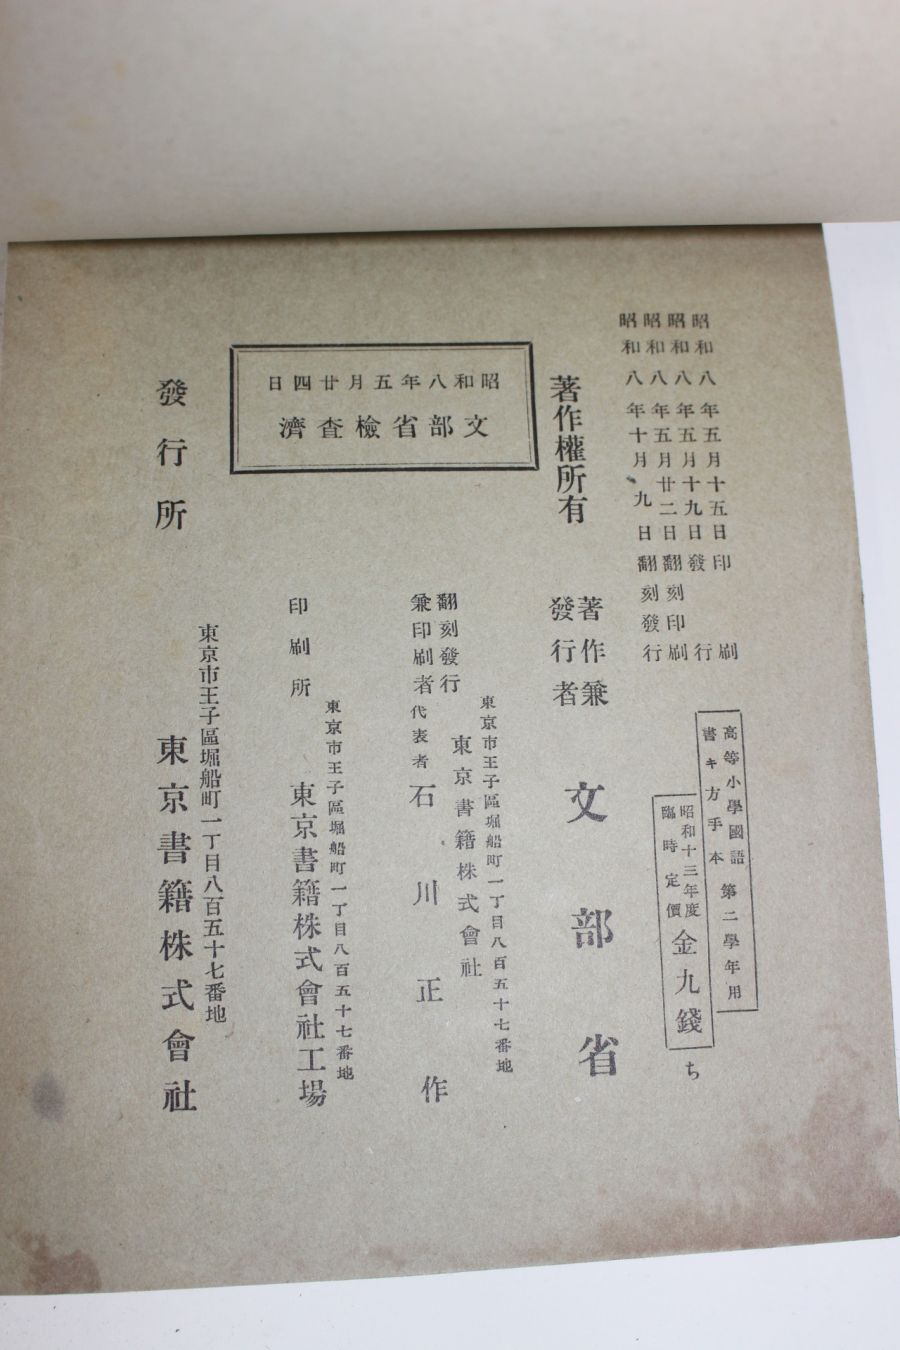 昭和八年五月十五日印刷
昭和八年五月十九日發行
昭和八年五月廿二日翻刻印刷
昭和八年十月九日翻刻發行
高等小學國語
書キ方手本
第二學年用
昭和十三年度
臨時定價
金九錢
ち
著作權所有
著作兼
發行者
文部省
昭和八年五月廿四日
文部省檢查濟
翻刻發行
兼印刷者
東京市王子區堀船町一丁目八百五十七番地
東京書籍株式會社
代表者 石川正作
印刷所
東京市王子區堀船町一丁目八百五十七番地
東京書籍株式會社工場
發行所
東京市王子區堀船町一丁目八百五十七番地
東京書籍株式會社